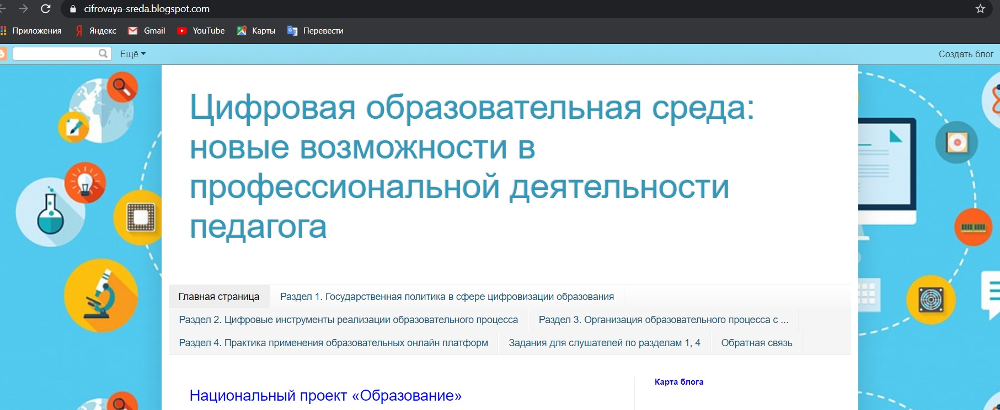 cifrovaya-sreda.blogspot.com
Приложения Яндекс Gmail YouTube Карты Перевести
Ещё Создать блог
Цифровая образовательная среда:
новые возможности в
профессиональной деятельности
педагога
Главная страница Раздел 1. Государственная политика в сфере цифровизации образования
Раздел 2. Цифровые инструменты реализации образовательного процесса Раздел 3. Организация образовательного процесса с ...
Раздел 4. Практика применения образовательных онлайн платформ Задания для слушателей по разделам 1, 4 Обратная связь
Карта блога
Национальный проект «Образование»